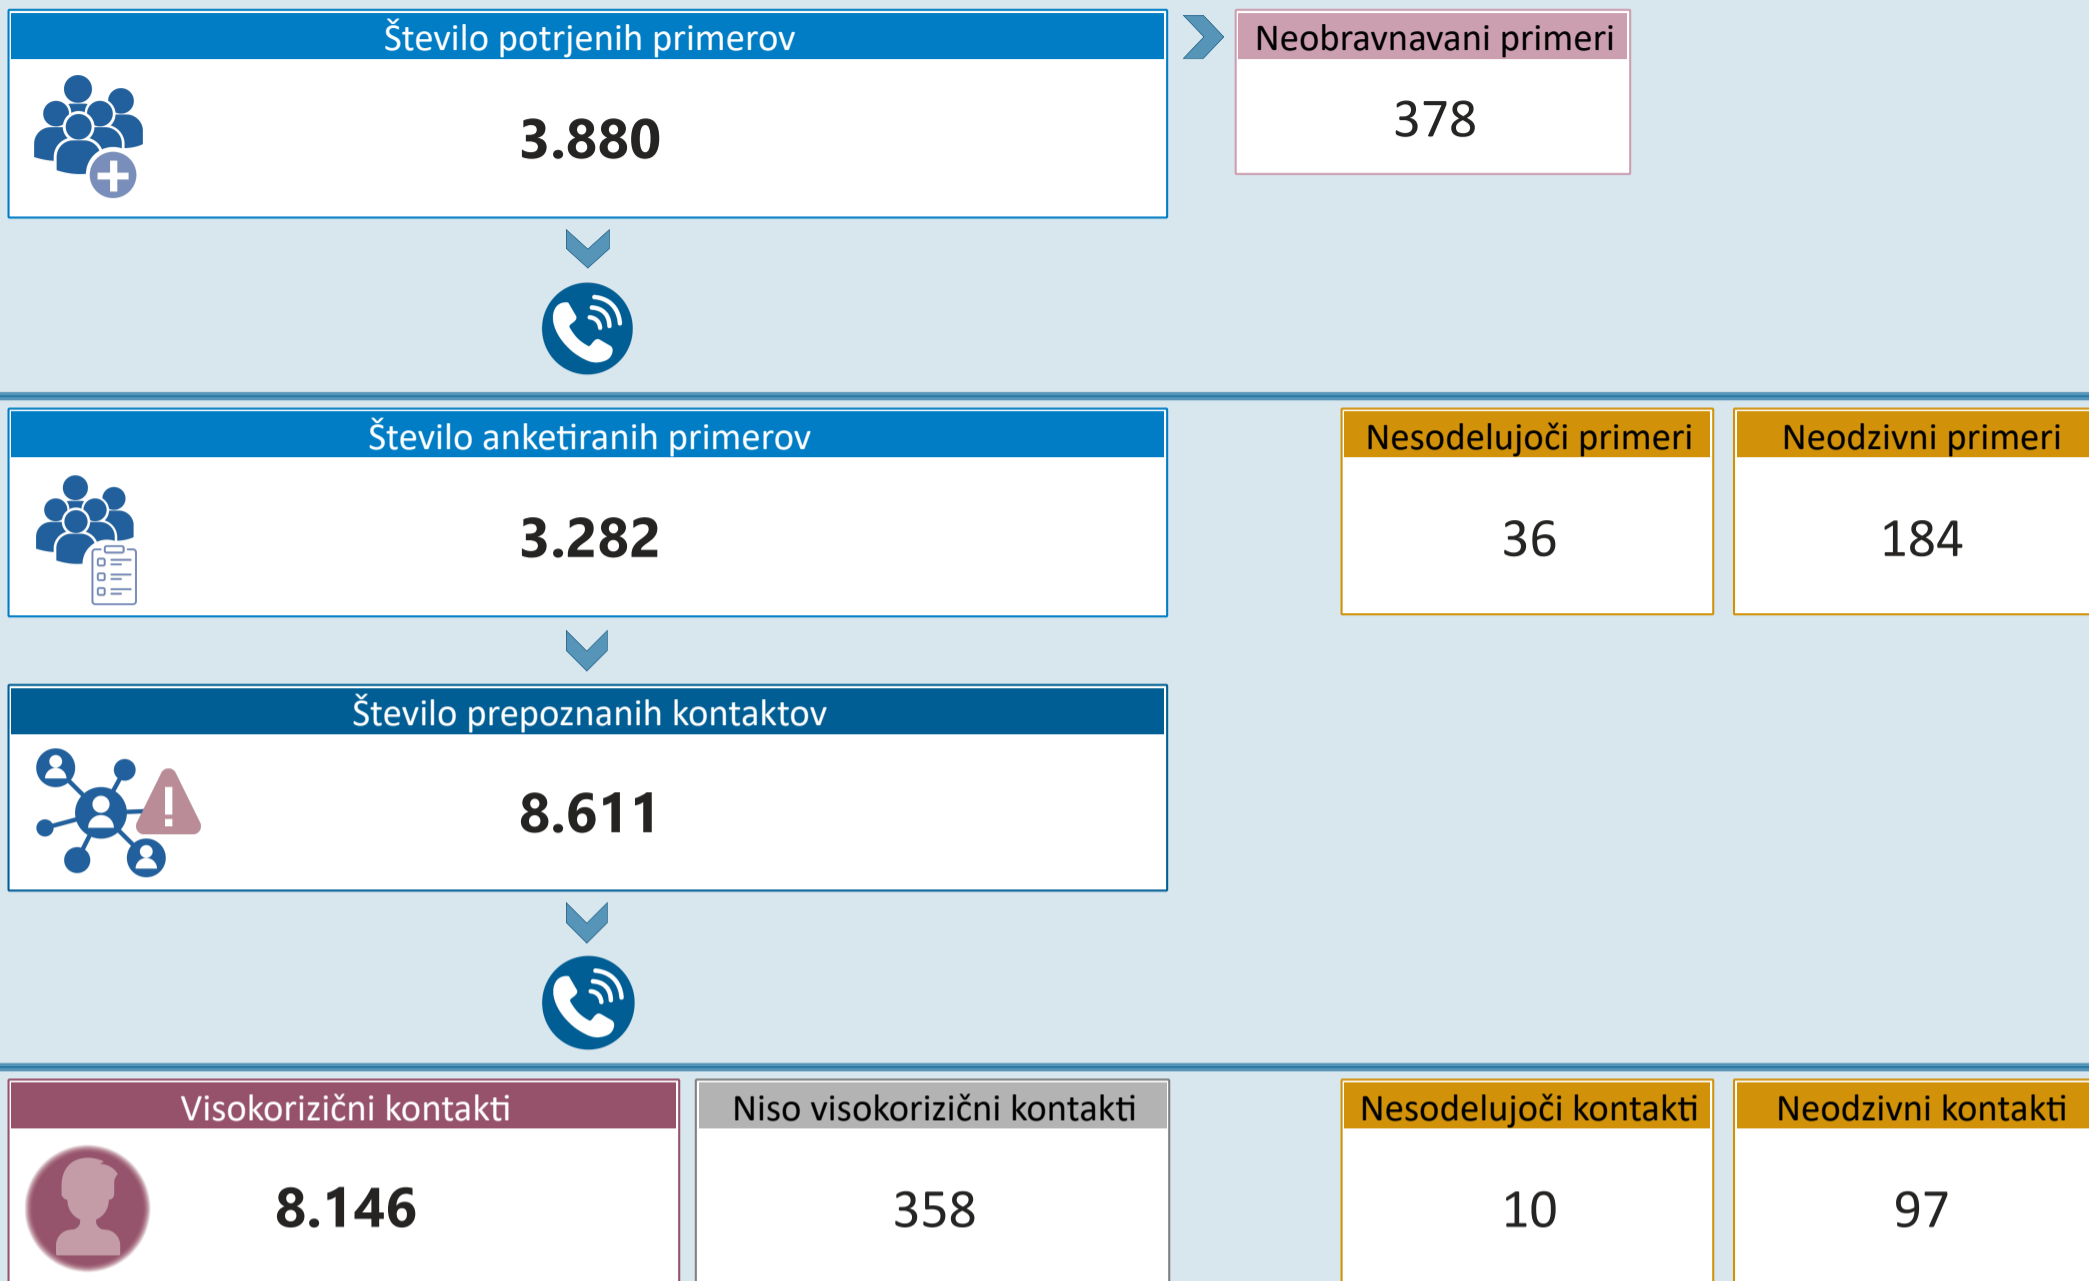 Število potrjenih primerov
Neobravnavani primeri
3.880
378
Število anketiranih primerov
Nesodelujoči primeri
Neodzivni primeri
3.282
36
184
Število prepoznanih kontaktov
8.611
Visokorizični kontakti
Niso visokorizični kontakti
Nesodelujoči kontakti
Neodzivni kontakti
8.146
358
10
97